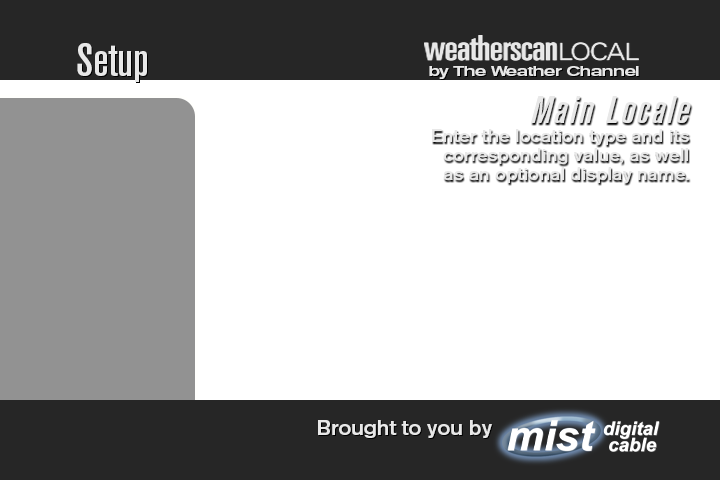 Setup
weatherscanLOCAL
by The Weather Channel
Main Locale
Enter the location type and its
corresponding value, as well
as an optional display name.
Brought to you by mist digital
cable